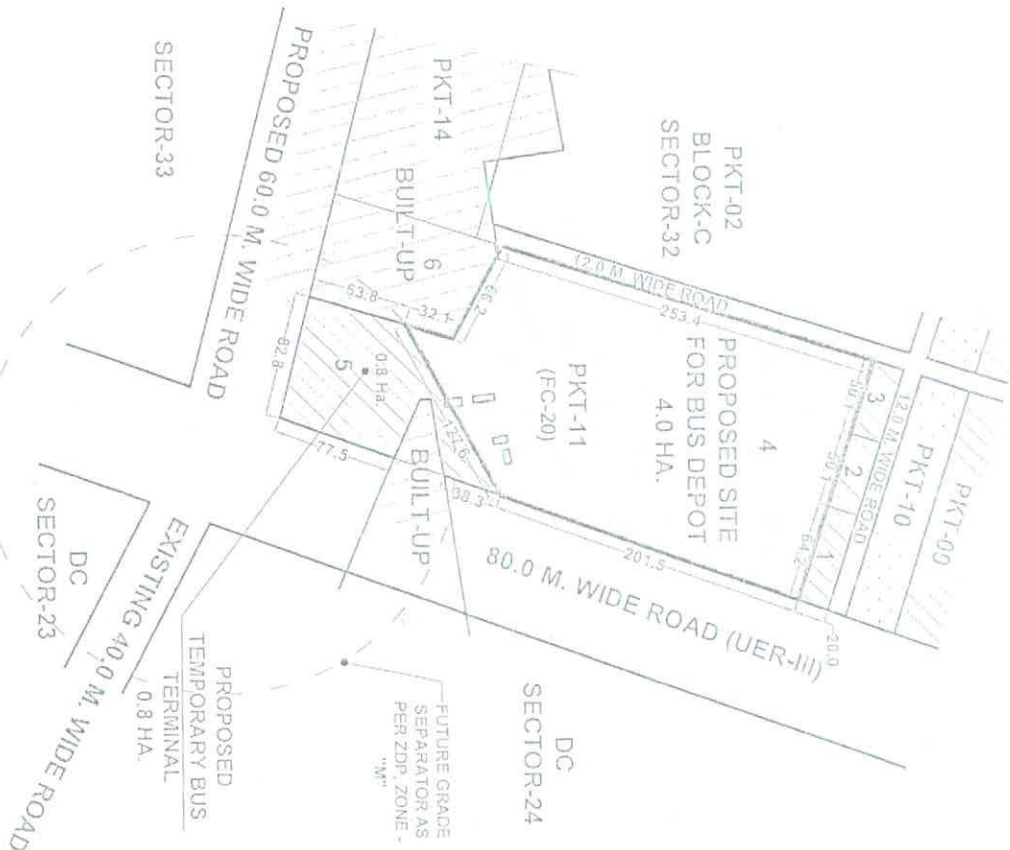 SECTOR-33
PROPOSED 60.0 M. WIDE ROAD
PKT-14
BUILT-UP
6
PKT-02
BLOCK-C
SECTOR-32
12.0 M. WIDE ROAD
253.4
66.2
32.1
63.8
82.8
5
0.8 Ha.
77.5
BUILT-UP
PKT-11
(FC-20)
4
PROPOSED SITE
FOR BUS DEPOT
4.0 HA.
3
2
1
64.2
12.0 M. WIDE ROAD
PKT-10
PKT-00
20.0
201.5
80.0 M. WIDE ROAD (UER-III)
DC
SECTOR-24
FUTURE GRADE
SEPARATOR AS
PER ZDP, ZONE -
"M"
PROPOSED
TEMPORARY BUS
TERMINAL
0.8 HA.
EXISTING 40.0 M. WIDE ROAD
DC
SECTOR-23